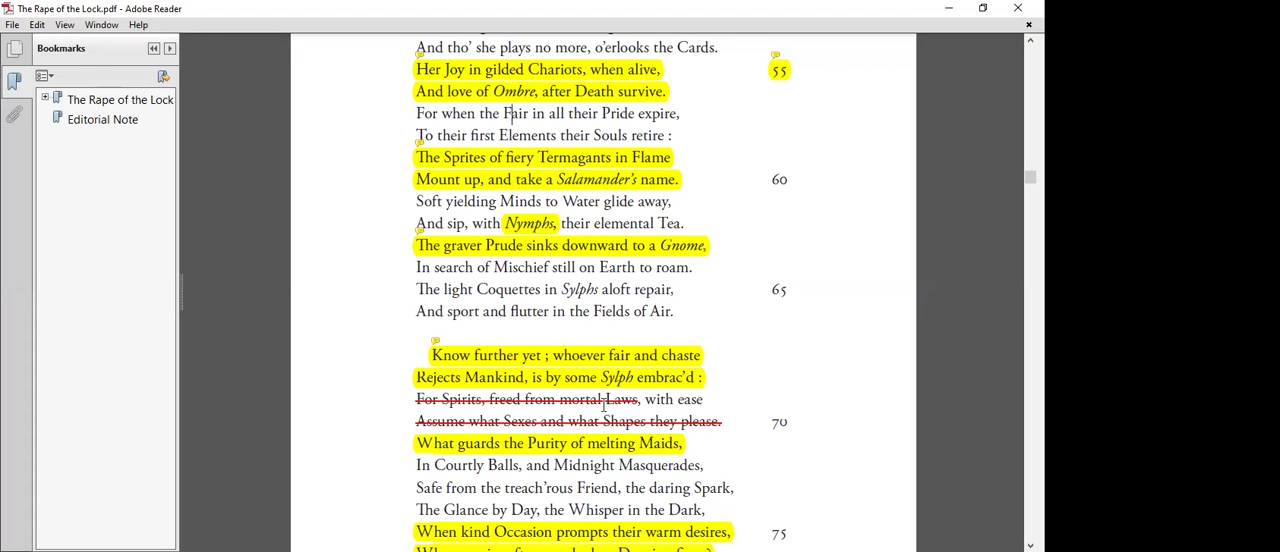 The Rape of the Lock.pdf - Adobe Reader
File Edit View Window Help
Bookmarks
The Rape of the Lock
Editorial Note
And tho' she plays no more, o'erlooks the Cards.
Her Joy in gilded Chariots, when alive, 55
And love of Ombre, after Death survive.
For when the Fair in all their Pride expire,
To their first Elements their Souls retire :
The Sprites of fiery Termagants in Flame
Mount up, and take a Salamander's name. 60
Soft yielding Minds to Water glide away,
And sip, with Nymphs, their elemental Tea.
The graver Prude sinks downward to a Gnome,
In search of Mischief still on Earth to roam.
The light Coquettes in Sylphs aloft repair, 65
And sport and flutter in the Fields of Air.
Know further yet ; whoever fair and chaste
Rejects Mankind, is by some Sylph embrac'd :
For Spirits, freed from mortal Laws, with ease
Assume what Sexes and what Shapes they please. 70
What guards the Purity of melting Maids,
In Courtly Balls, and Midnight Masquerades,
Safe from the treach'rous Friend, the daring Spark,
The Glance by Day, the Whisper in the Dark,
When kind Occasion prompts their warm desires, 75